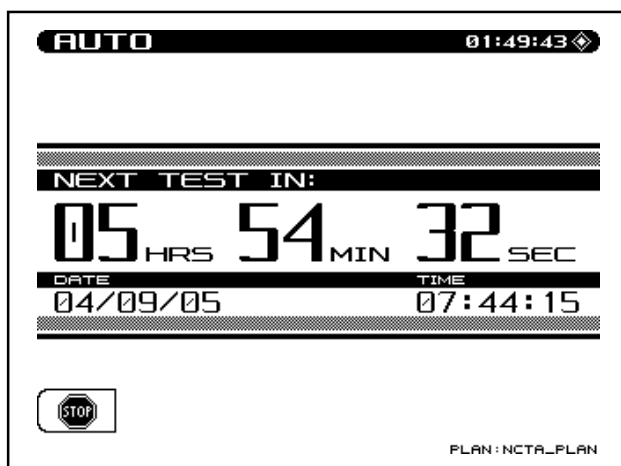 AUTO 01:49:43
NEXT TEST IN:
05 HRS 54 MIN 32 SEC
DATE TIME
04/09/05 07:44:15
STOP
PLAN:NCTA_PLAN